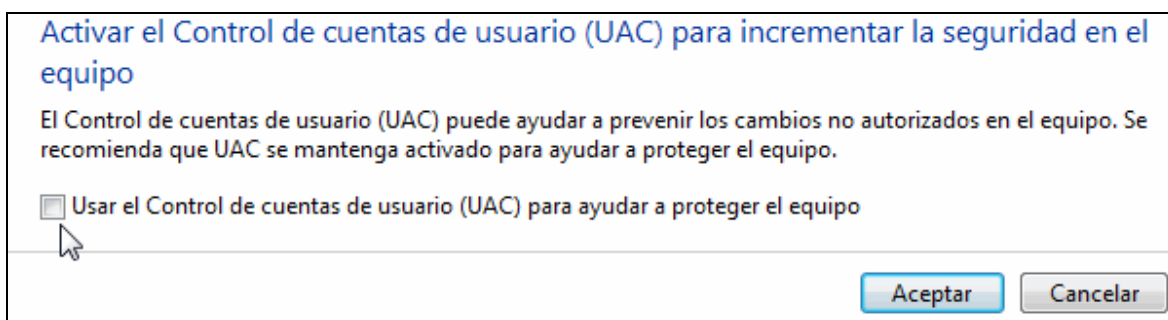 Activar el Control de cuentas de usuario (UAC) para incrementar la seguridad en el
equipo
El Control de cuentas de usuario (UAC) puede ayudar a prevenir los cambios no autorizados en el equipo. Se
recomienda que UAC se mantenga activado para ayudar a proteger el equipo.
Usar el Control de cuentas de usuario (UAC) para ayudar a proteger el equipo
Aceptar Cancelar